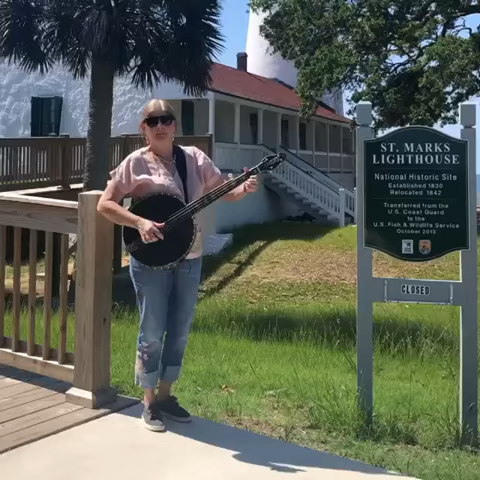 ST. MARKS
LIGHTHOUSE
National Historic Site
Established 1830
Relocated 1842
Transferred from the
U.S. Coast Guard
to the
U.S. Fish & Wildlife Service
October 2013
CLOSED